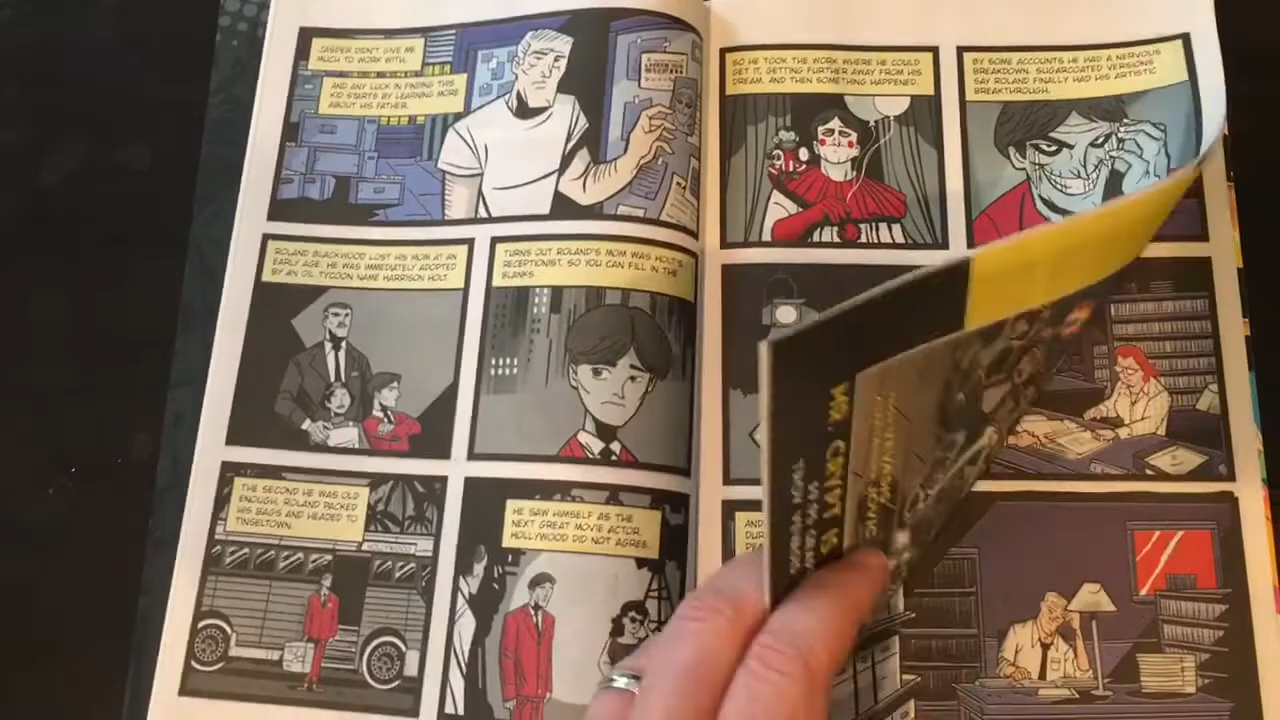 JASPER DIDN'T GIVE ME
MUCH TO WORK WITH.
AND ANY LUCK IN FINDING THIS
KID STARTS BY LEARNING MORE
ABOUT HIS FATHER.
ROLAND BLACKWOOD LOST HIS MOM AT AN
EARLY AGE. HE WAS IMMEDIATELY ADOPTED
BY AN OIL TYCOON NAME HARRISON HOLT.
TURNS OUT ROLAND'S MOM WAS HOLT'S
RECEPTIONIST, SO YOU CAN FILL IN THE
BLANKS.
THE SECOND HE WAS OLD
ENOUGH, ROLAND PACKED
HIS BAGS AND HEADED TO
TINSELTOWN.
HOLLYWOOD
HE SAW HIMSELF AS THE
NEXT GREAT MOVIE ACTOR.
HOLLYWOOD DID NOT AGREE.
SO HE TOOK THE WORK WHERE HE COULD
GET IT, GETTING FURTHER AWAY FROM HIS
DREAM. AND THEN SOMETHING HAPPENED.
BY SOME ACCOUNTS HE HAD A NERVOUS
BREAKDOWN. SUGARCOATED VERSIONS
SAY ROLAND FINALLY HAD HIS ARTISTIC
BREAKTHROUGH.
AND
DUR